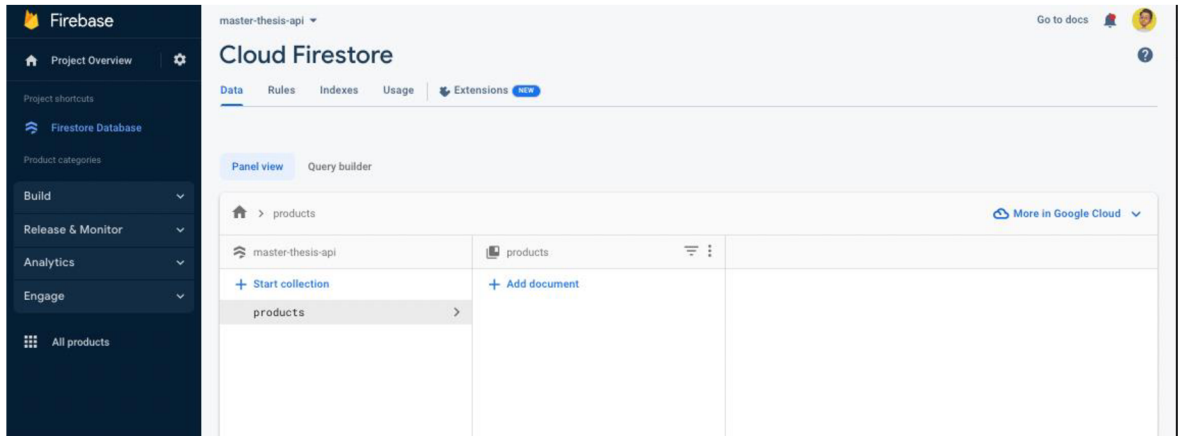 Firebase
master-thesis-api
Go to docs
Project Overview
Cloud Firestore
Data Rules Indexes Usage Extensions NEW
Project shortcuts
Firestore Database
Product categories
Panel view Query builder
Build
products
More in Google Cloud
Release & Monitor
master-thesis-api
products
Analytics
Start collection
Add document
Engage
products
All products